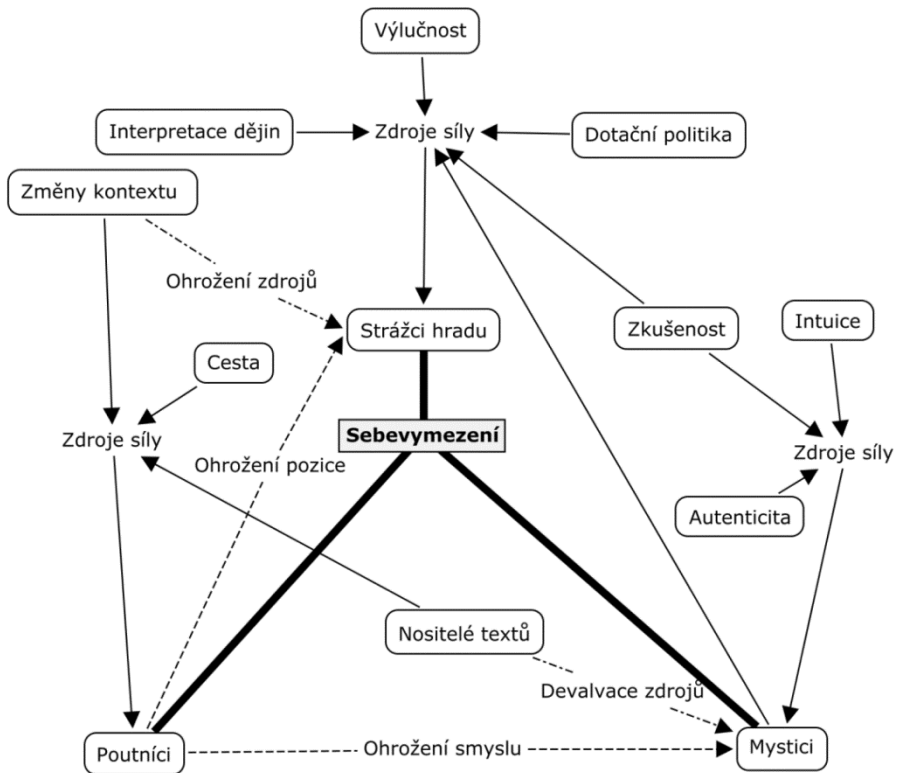 Výlučnost
Interpretace dějin
Zdroje síly
Dotační politika
Změny kontextu
Ohrožení zdrojů
Strážci hradu
Zkušenost
Intuice
Cesta
Zdroje síly
Sebevymezení
Ohrožení pozice
Zdroje síly
Autenticita
Nositelé textů
Devalvace zdrojů
Poutníci
Ohrožení smyslu
Mystici